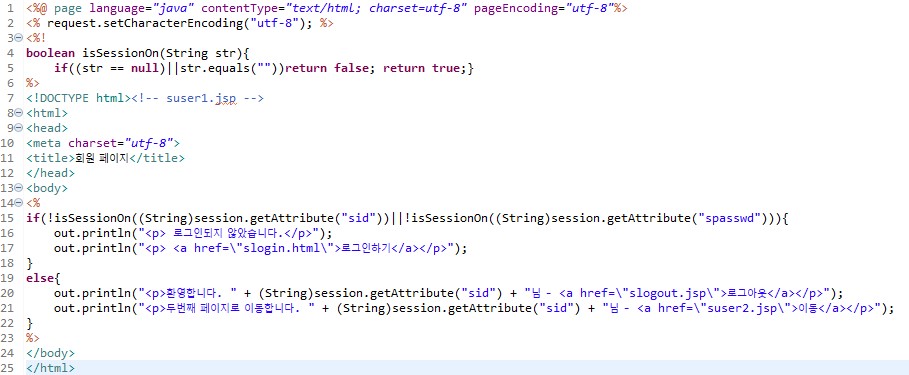 1 <%@ page language="java" contentType="text/html; charset=utf-8" pageEncoding="utf-8"%>
2 <% request.setCharacterEncoding("utf-8"); %>
3 <%!
4 boolean isSessionOn(String str){
5     if((str == null)||str.equals(""))return false; return true;}
6 %>
7 <!DOCTYPE html><!-- suser1.jsp -->
8 <html>
9 <head>
10 <meta charset="utf-8">
11 <title>회원 페이지</title>
12 </head>
13 <body>
14 <%
15 if(!isSessionOn((String)session.getAttribute("sid"))||!isSessionOn((String)session.getAttribute("spasswd"))){
16     out.println("<p> 로그인되지 않았습니다.</p>");
17     out.println("<p> <a href=\"slogin.html\">로그인하기</a></p>");
18 }
19 else{
20     out.println("<p>환영합니다. " + (String)session.getAttribute("sid") + "님 - <a href=\"slogout.jsp\">로그아웃</a></p>");
21     out.println("<p>두번째 페이지로 이동합니다. " + (String)session.getAttribute("sid") + "님 - <a href=\"suser2.jsp\">이동</a></p>");
22 }
23 %>
24 </body>
25 </html>